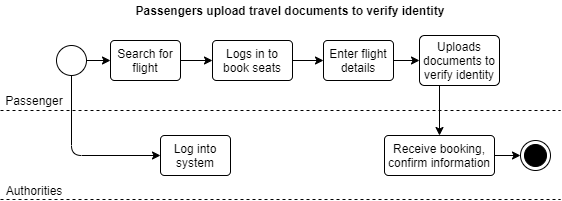 Passengers upload travel documents to verify identity
Search for
flight
Logs in to
book seats
Enter flight
details
Uploads
documents to
verify identity
Passenger
Log into
system
Receive booking,
confirm information
Authorities